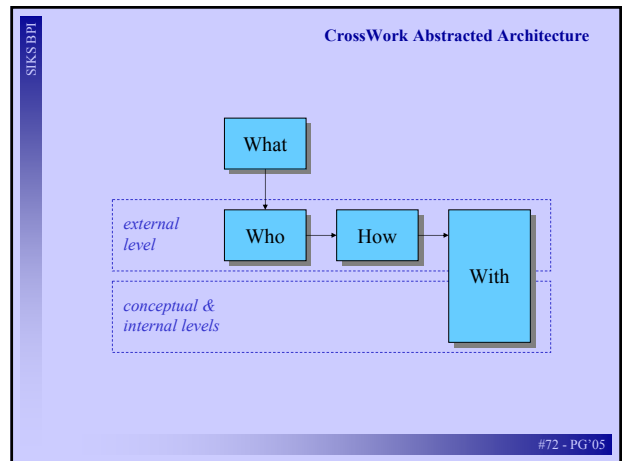 SIKS BPI
CrossWork Abstracted Architecture
What
external
level
Who
How
With
conceptual &
internal levels
#72 - PG'05